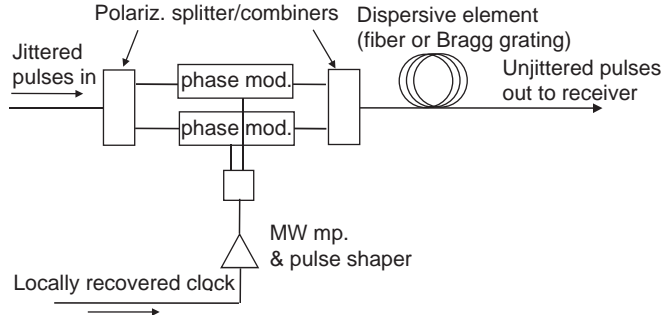 Polariz. splitter/combiners
Dispersive element
(fiber or Bragg grating)
Jittered
pulses in
Unjittered pulses
out to receiver
phase mod.
phase mod.
MW mp.
& pulse shaper
Locally recovered clock